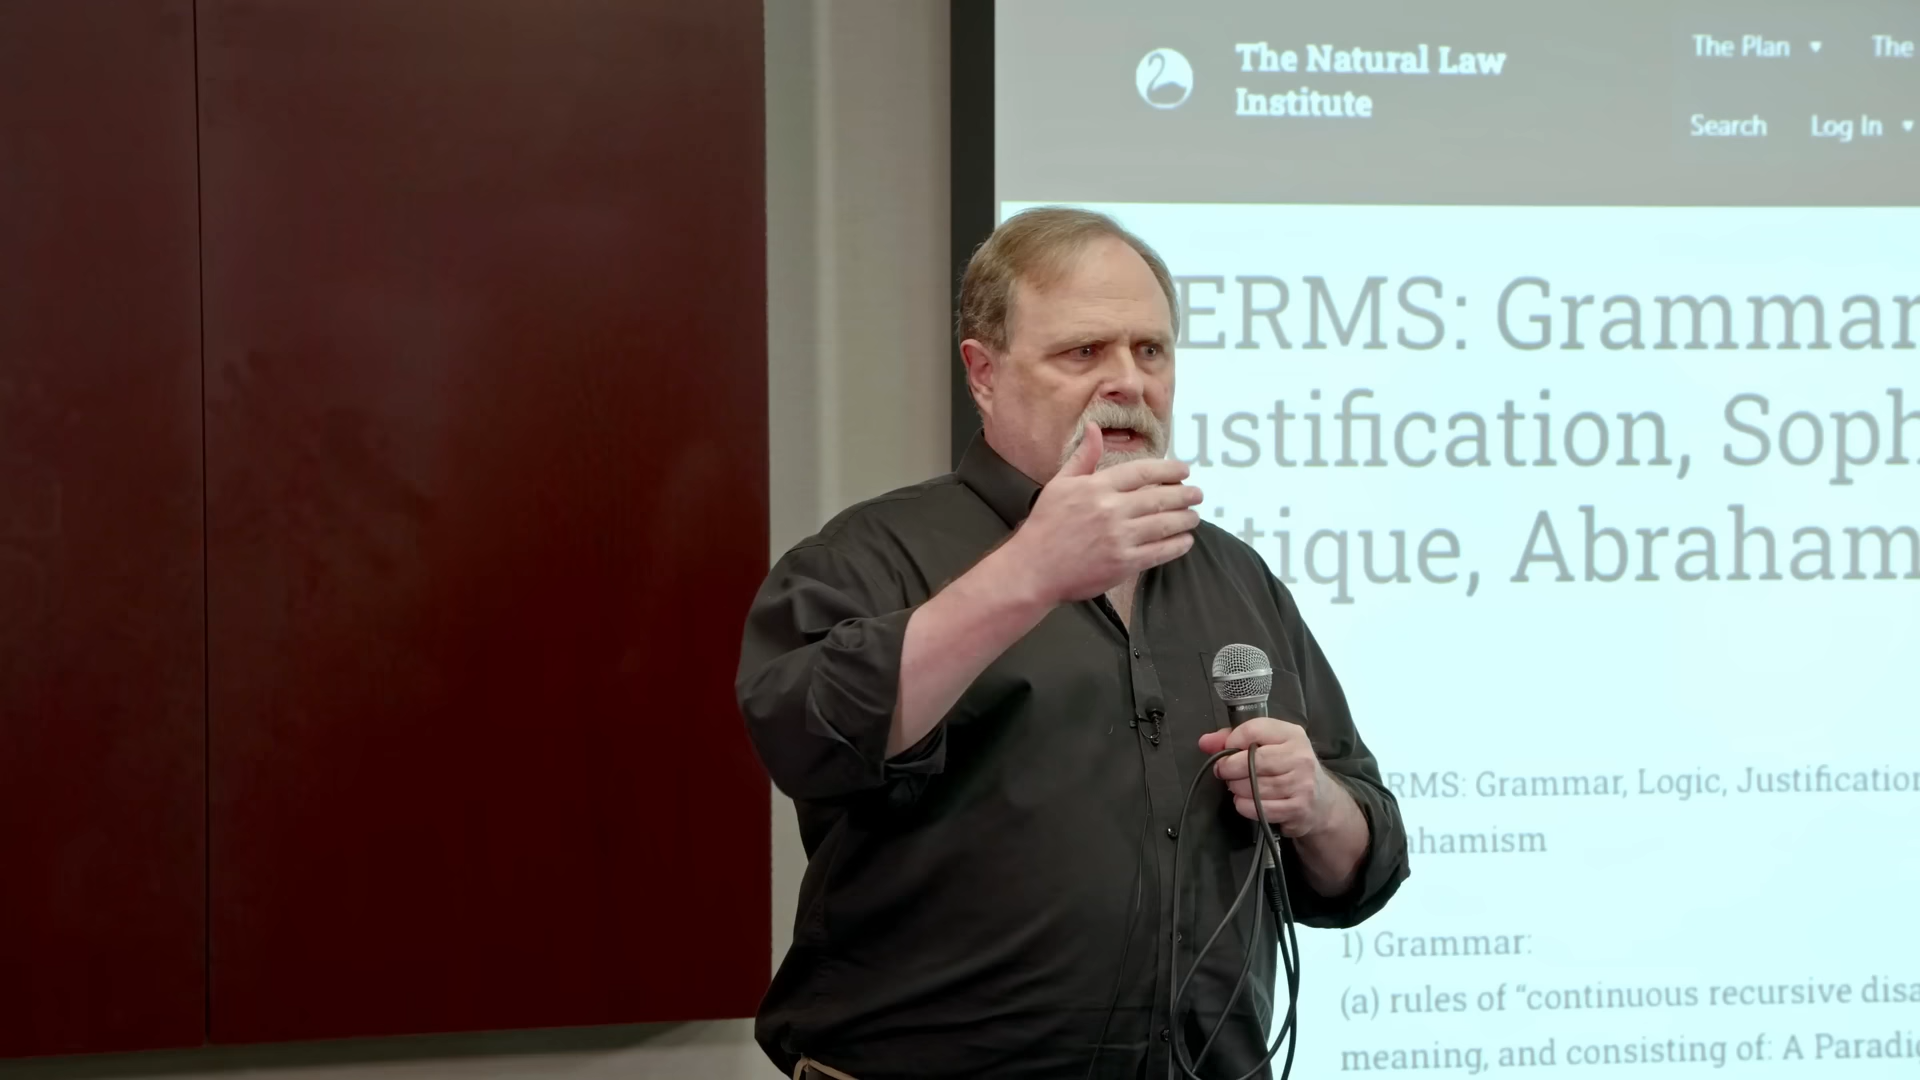 The Natural Law
Institute
The Plan ▾ The
Search Log In ▾
ERMS: Grammar
ustification, Soph
itique, Abraham
RMS: Grammar, Logic, Justification
ahamism
1) Grammar:
(a) rules of “continuous recursive disa
meaning, and consisting of: A Paradi